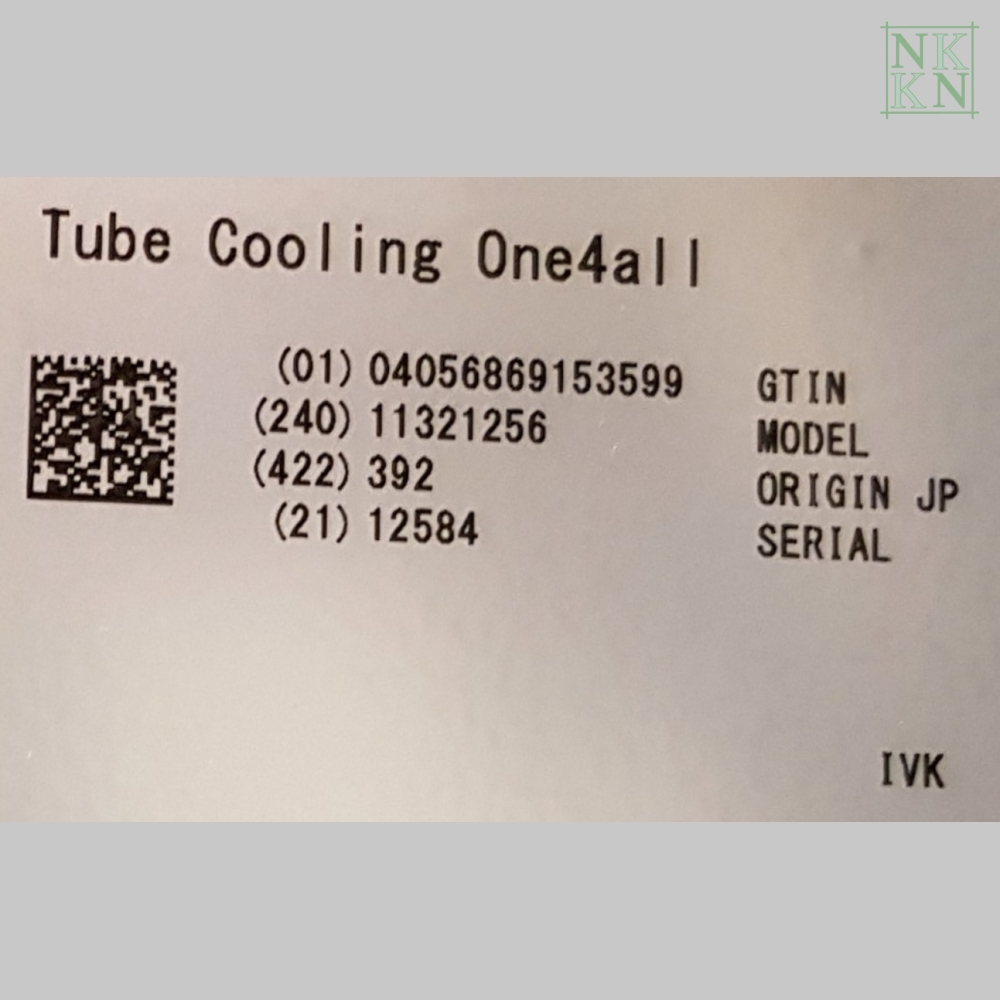 NK
KN
Tube Cooling One4all
(01) 04056869153599 GTIN
(240) 11321256 MODEL
(422) 392 ORIGIN JP
(21) 12584 SERIAL
IVK